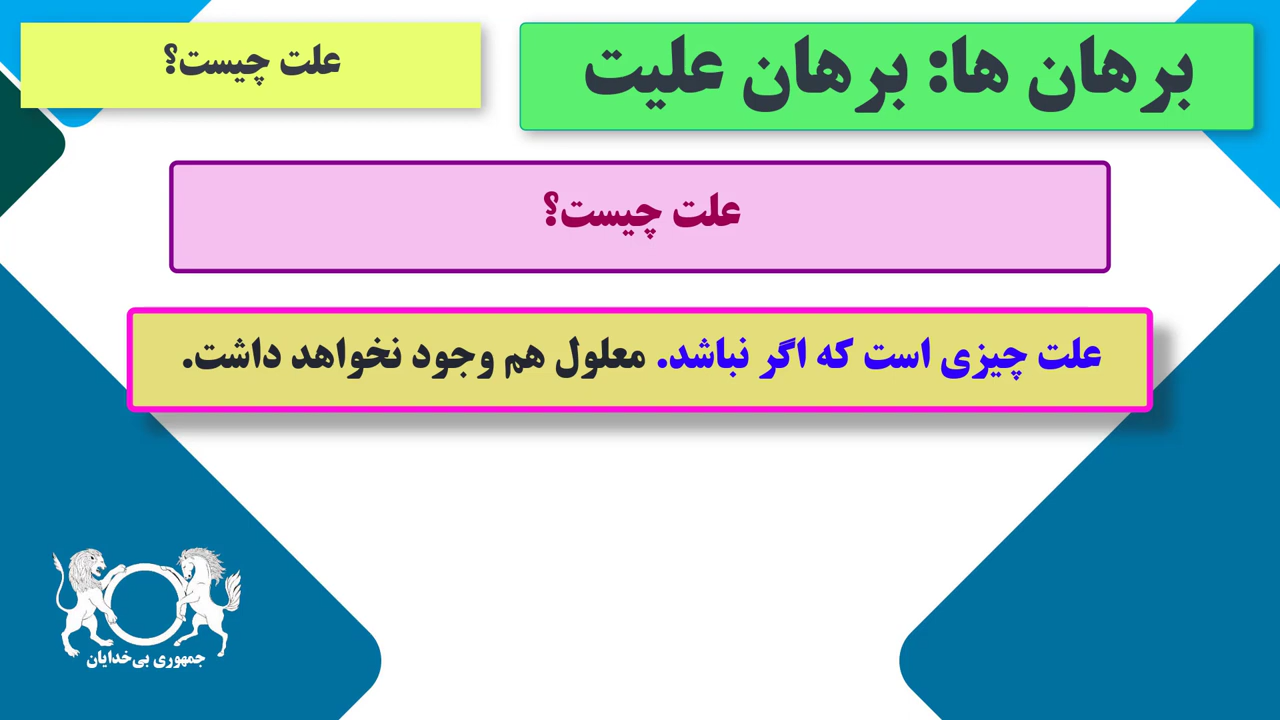 برهان ها: برهان علیت
علت چیست؟
علت چیست؟
علت چیزی است که اگر نباشد. معلول هم وجود نخواهد داشت.
جمهوری بی‌خدایان